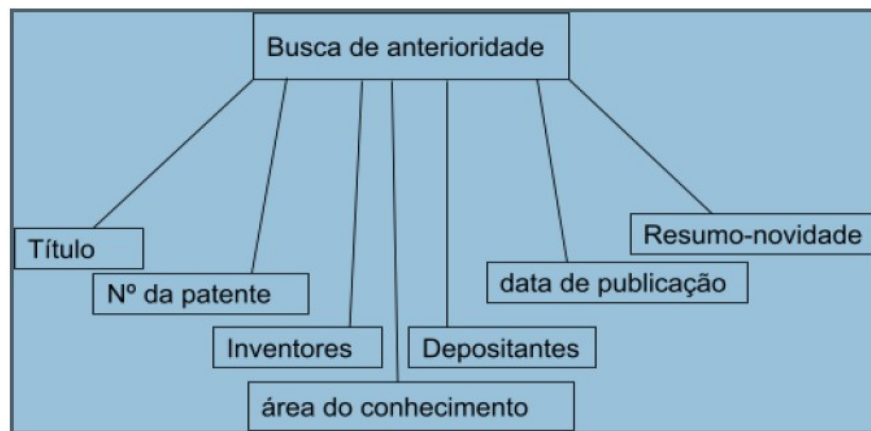 Busca de anterioridade
Título
Nº da patente
Inventores
área do conhecimento
Depositantes
data de publicação
Resumo-novidade